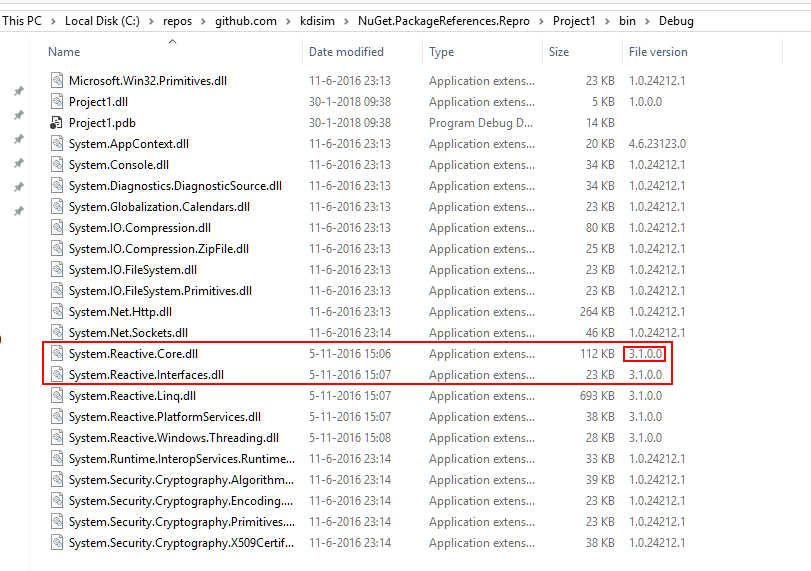 This PC > Local Disk (C:) > repos > github.com > kdisim > NuGet.PackageReferences.Repro > Project1 > bin > Debug
Name Date modified Type Size File version
Microsoft.Win32.Primitives.dll 11-6-2016 23:13 Application extens... 23 KB 1.0.24212.1
Project1.dll 30-1-2018 09:38 Application extens... 5 KB 1.0.0.0
Project1.pdb 30-1-2018 09:38 Program Debug D... 14 KB
System.AppContext.dll 11-6-2016 23:13 Application extens... 20 KB 4.6.23123.0
System.Console.dll 11-6-2016 23:13 Application extens... 34 KB 1.0.24212.1
System.Diagnostics.DiagnosticSource.dll 11-6-2016 23:13 Application extens... 34 KB 1.0.24212.1
System.Globalization.Calendars.dll 11-6-2016 23:13 Application extens... 23 KB 1.0.24212.1
System.IO.Compression.dll 11-6-2016 23:13 Application extens... 80 KB 1.0.24212.1
System.IO.Compression.ZipFile.dll 11-6-2016 23:13 Application extens... 25 KB 1.0.24212.1
System.IO.FileSystem.dll 11-6-2016 23:13 Application extens... 23 KB 1.0.24212.1
System.IO.FileSystem.Primitives.dll 11-6-2016 23:13 Application extens... 23 KB 1.0.24212.1
System.Net.Http.dll 11-6-2016 23:13 Application extens... 264 KB 1.0.24212.1
System.Net.Sockets.dll 11-6-2016 23:14 Application extens... 46 KB 1.0.24212.1
System.Reactive.Core.dll 5-11-2016 15:06 Application extens... 112 KB 3.1.0.0
System.Reactive.Interfaces.dll 5-11-2016 15:07 Application extens... 23 KB 3.1.0.0
System.Reactive.Linq.dll 5-11-2016 15:07 Application extens... 693 KB 3.1.0.0
System.Reactive.PlatformServices.dll 5-11-2016 15:07 Application extens... 38 KB 3.1.0.0
System.Reactive.Windows.Threading.dll 5-11-2016 15:08 Application extens... 28 KB 3.1.0.0
System.Runtime.InteropServices.Runtime... 11-6-2016 23:14 Application extens... 33 KB 1.0.24212.1
System.Security.Cryptography.Algorithm... 11-6-2016 23:14 Application extens... 39 KB 1.0.24212.1
System.Security.Cryptography.Encoding.... 11-6-2016 23:14 Application extens... 23 KB 1.0.24212.1
System.Security.Cryptography.Primitives.... 11-6-2016 23:14 Application extens... 23 KB 1.0.24212.1
System.Security.Cryptography.X509Certif... 11-6-2016 23:14 Application extens... 38 KB 1.0.24212.1